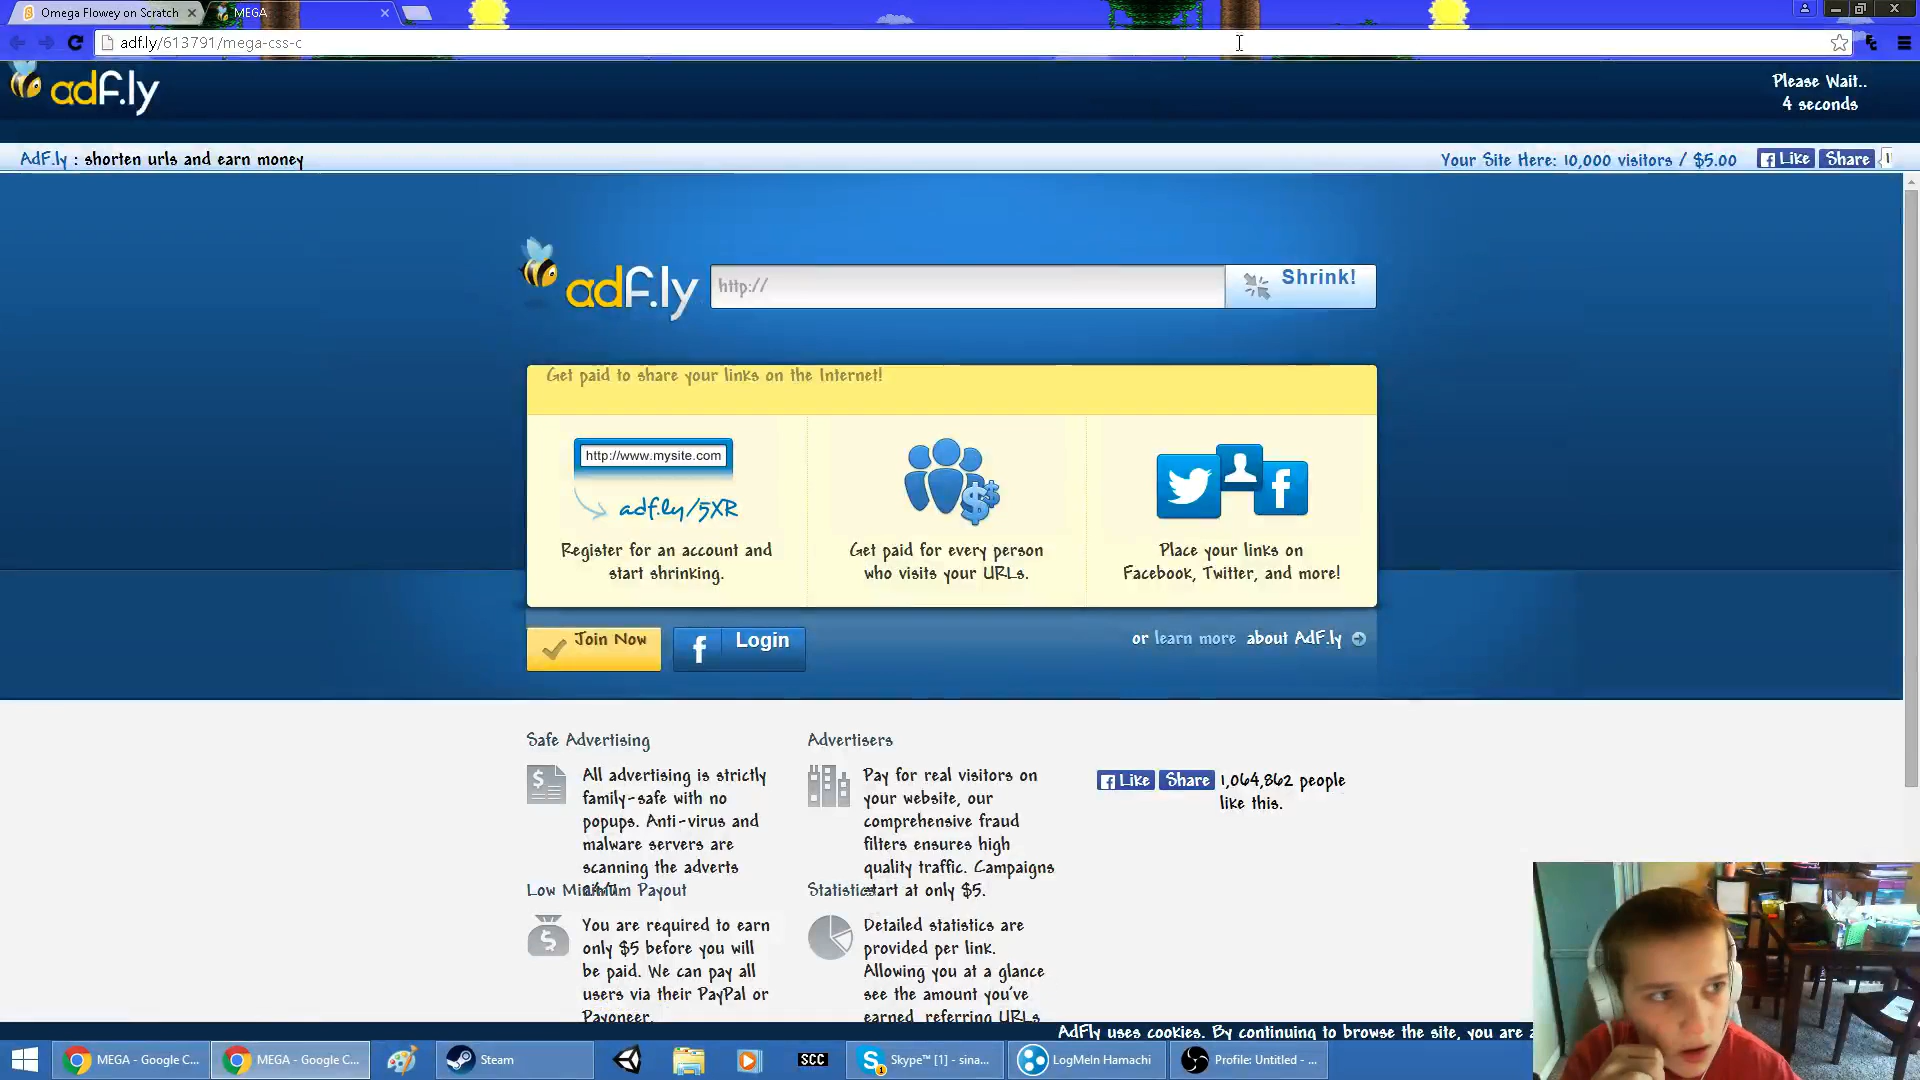 Omega Flowey on Scratch
MEGA
adf.ly/613791/mega-css-c
adf.ly
Please Wait..
4 seconds
AdF.ly : shorten urls and earn money
Your Site Here: 10,000 visitors / $5.00
Like
Share
adf.ly
http://
Shrink!
Get paid to share your links on the Internet!
http://www.mysite.com
adf.ly/5XR
Register for an account and
start shrinking.
Get paid for every person
who visits your URLs.
Place your links on
Facebook, Twitter, and more!
Join Now
Login
or learn more about AdF.ly
Safe Advertising
All advertising is strictly
family-safe with no
popups. Anti-virus and
malware servers are
scanning the adverts
Advertisers
Pay for real visitors on
your website, our
comprehensive fraud
filters ensures high
quality traffic. Campaigns
start at only $5.
Like
Share
1,064,862 people
like this.
Low Minimum Payout
You are required to earn
only $5 before you will
be paid. We can pay all
users via their PayPal or
Payoneer.
Statistics
Detailed statistics are
provided per link.
Allowing you at a glance
see the amount you've
earned, referring URLs
AdFly uses cookies. By continuing to browse the site, you are a
MEGA - Google C...
MEGA - Google C...
Steam
SCC
Skype™ [1] - sina...
LogMeIn Hamachi
Profile: Untitled - ...